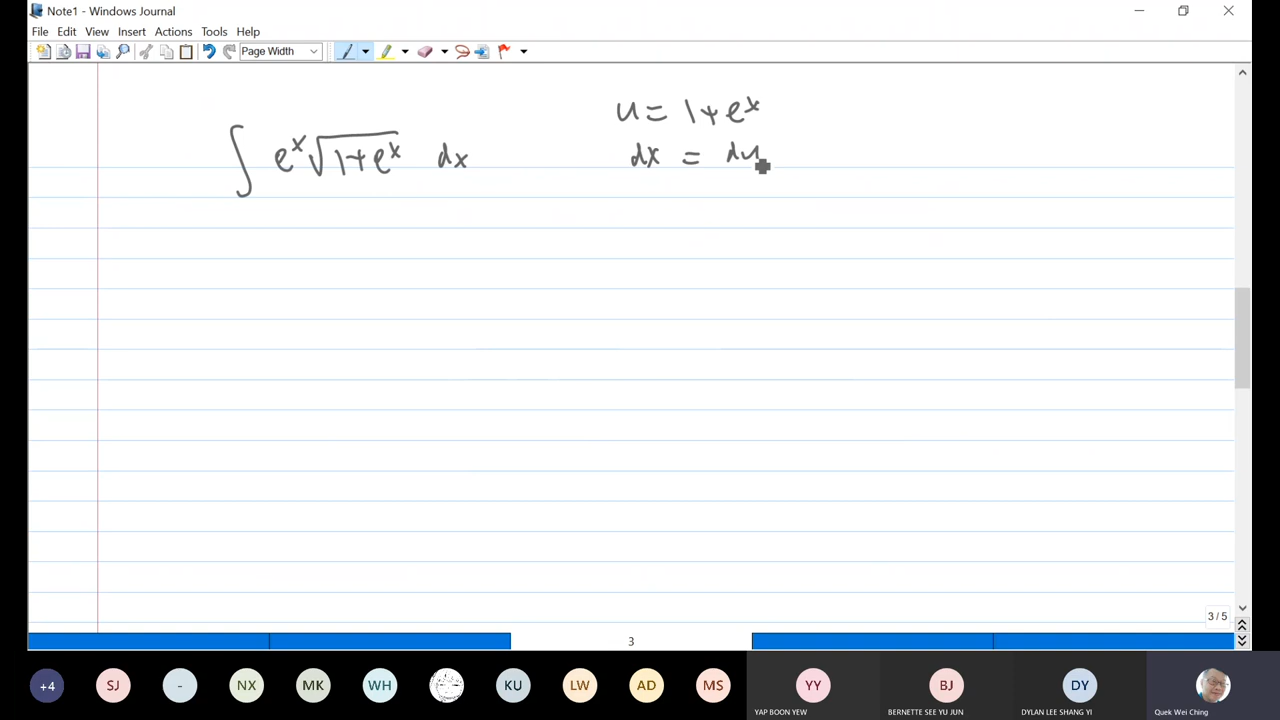 Note1 - Windows Journal
File Edit View Insert Actions Tools Help
Page Width
u = 1+e^x
∫ e^x √(1+e^x) dx
dx = du
3 / 5
3
+4 SJ - NX MK WH KU LW AD MS YY BJ DY
YAP BOON YEW BERNETTE SEE YU JUN DYLAN LEE SHANG YI Quek Wei Ching